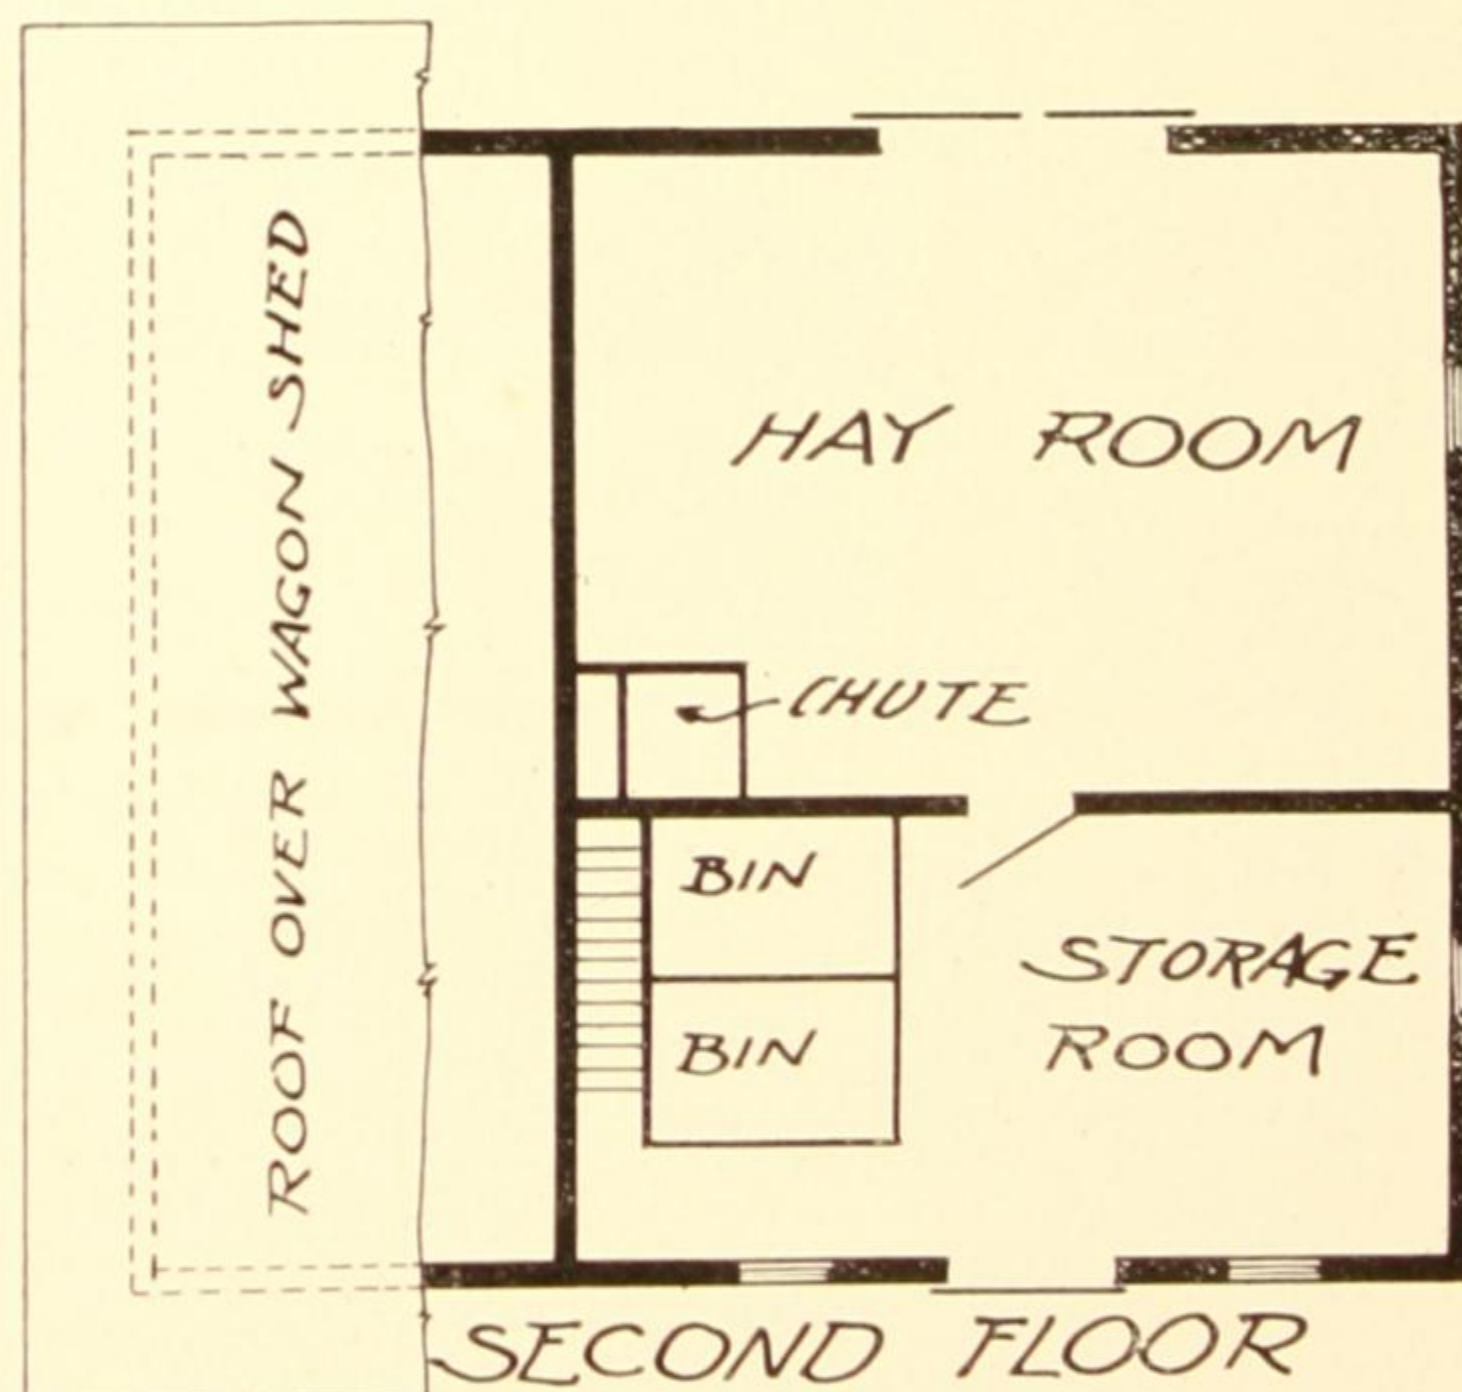 ROOF OVER WAGON SHED
HAY ROOM
CHUTE
BIN
BIN
STORAGE
ROOM
SECOND FLOOR